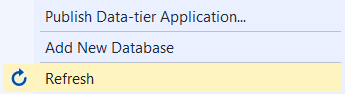 Publish Data-tier Application...
Add New Database
Refresh